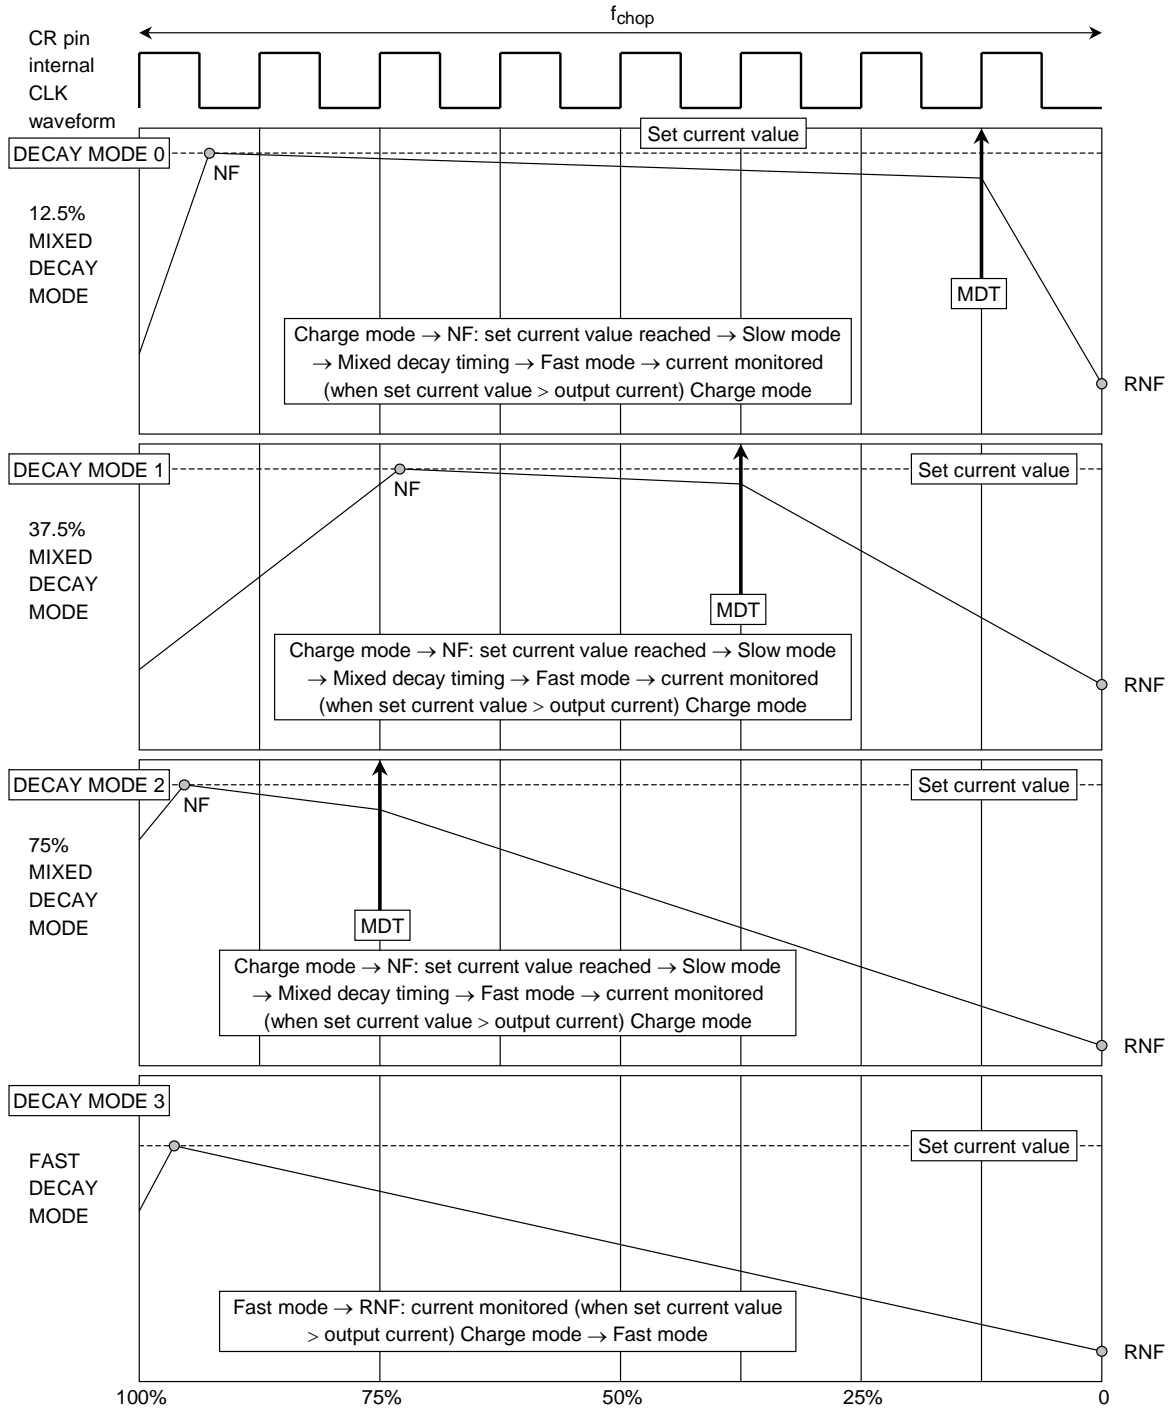 fchop
CR pin
internal
CLK
waveform
Set current value
DECAY MODE 0
NF
12.5%
MIXED
DECAY
MODE
MDT
Charge mode → NF: set current value reached → Slow mode
→ Mixed decay timing → Fast mode → current monitored
(when set current value > output current) Charge mode
RNF
DECAY MODE 1
Set current value
NF
37.5%
MIXED
DECAY
MODE
MDT
Charge mode → NF: set current value reached → Slow mode
→ Mixed decay timing → Fast mode → current monitored
(when set current value > output current) Charge mode
RNF
DECAY MODE 2
Set current value
NF
75%
MIXED
DECAY
MODE
MDT
Charge mode → NF: set current value reached → Slow mode
→ Mixed decay timing → Fast mode → current monitored
(when set current value > output current) Charge mode
RNF
DECAY MODE 3
Set current value
FAST
DECAY
MODE
Fast mode → RNF: current monitored (when set current value
> output current) Charge mode → Fast mode
RNF
100% 75% 50% 25% 0